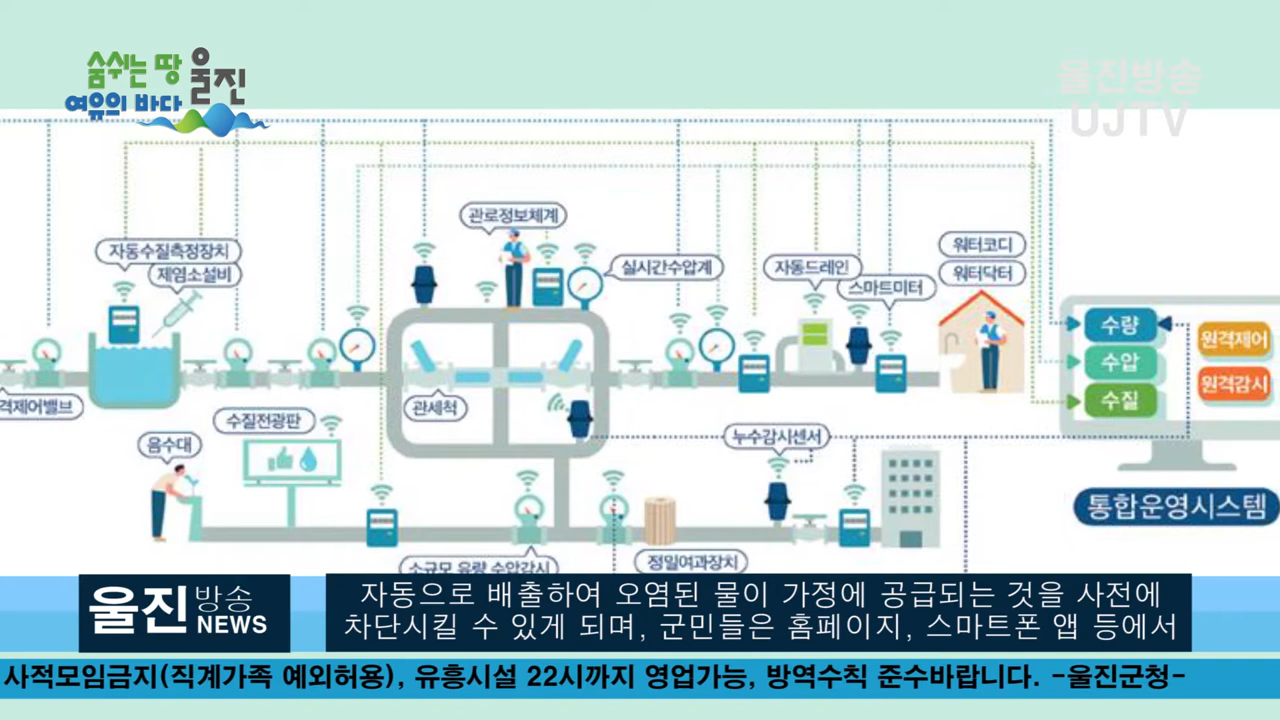 숨쉬는 땅 울진
여유의 바다
울진방송
UJTV
관로정보체계
자동수질측정장치
제염소설비
실시간수압계
자동드레인
스마트미터
워터코디
워터닥터
수량
수압
수질
원격제어
원격감시
격제어밸브
관세척
수질전광판
음수대
누수감시센서
통합운영시스템
소규모 유량 수압감시
정밀여과장치
울진방송
NEWS
자동으로 배출하여 오염된 물이 가정에 공급되는 것을 사전에
차단시킬 수 있게 되며, 군민들은 홈페이지, 스마트폰 앱 등에서
사적모임금지(직계가족 예외허용), 유흥시설 22시까지 영업가능, 방역수칙 준수바랍니다. -울진군청-